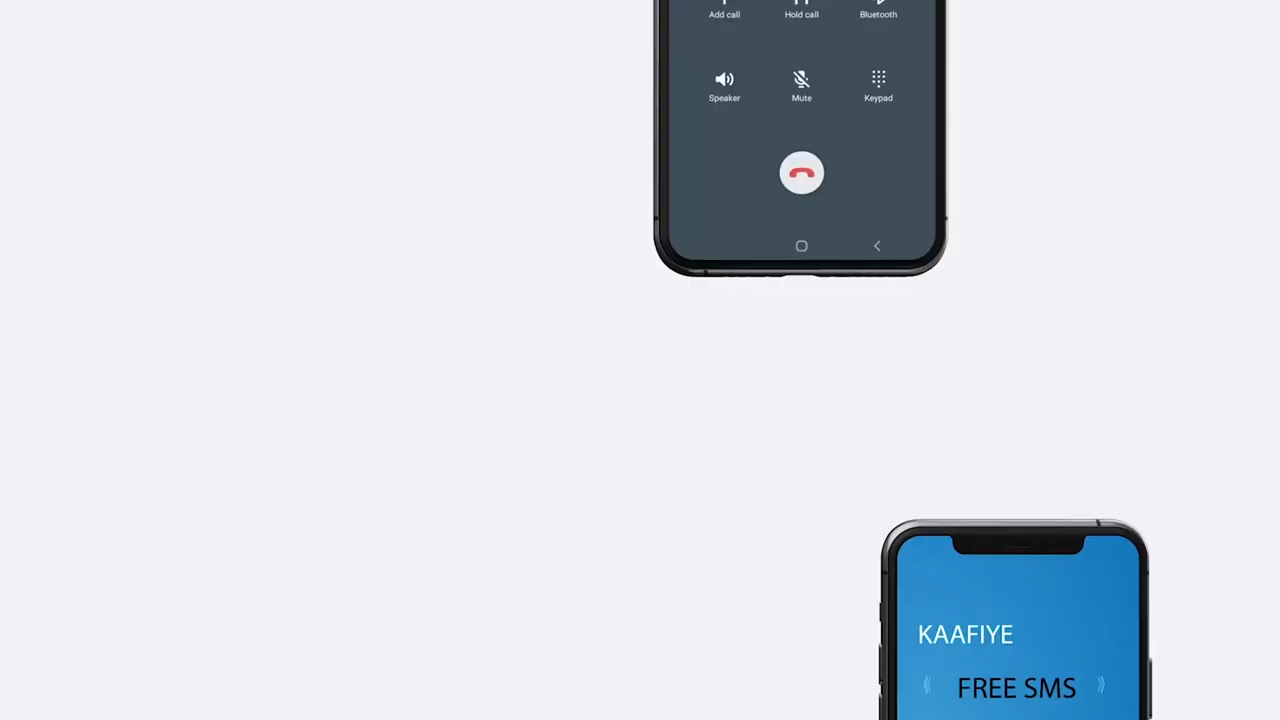 Add call Hold call Bluetooth
Speaker Mute Keypad
KAAFIYE
FREE SMS